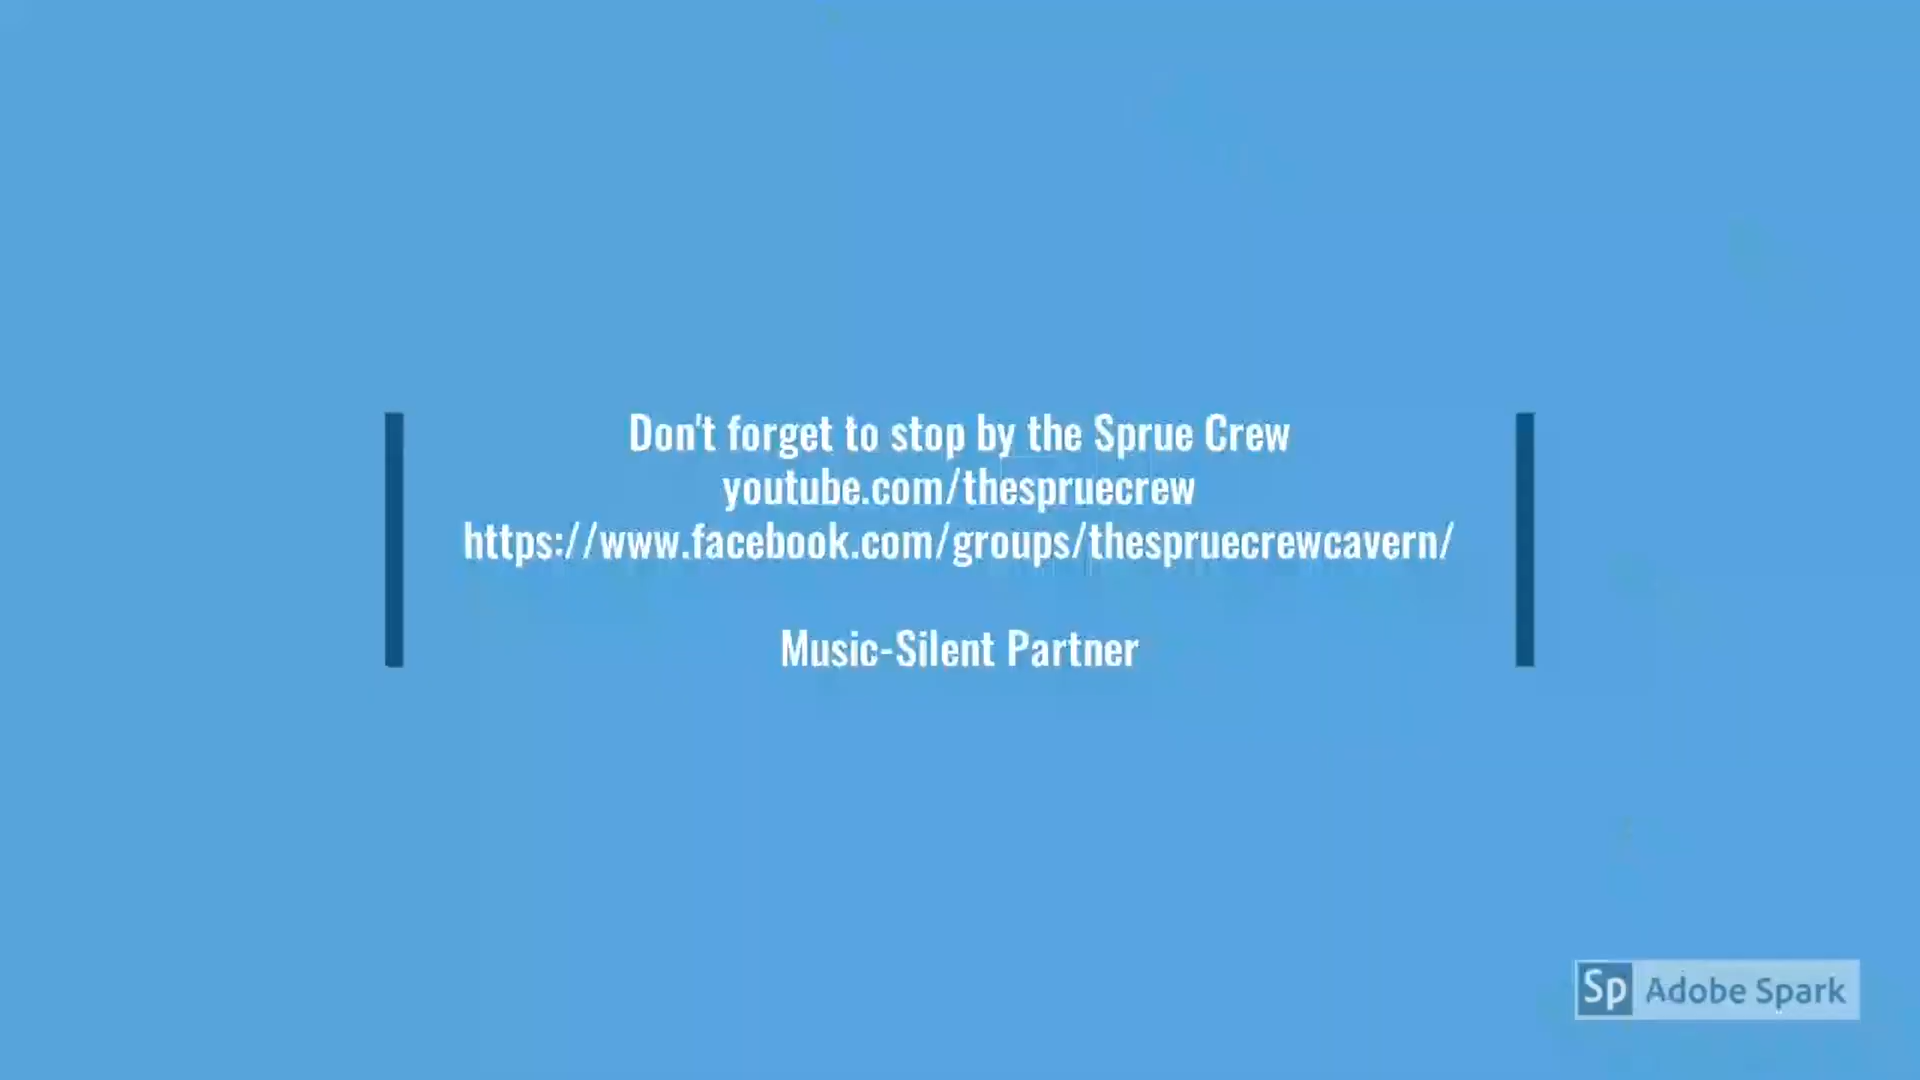 Don't forget to stop by the Sprue Crew
youtube.com/thespruecrew
https://www.facebook.com/groups/thespruecrewcavern/
Music-Silent Partner
Sp Adobe Spark